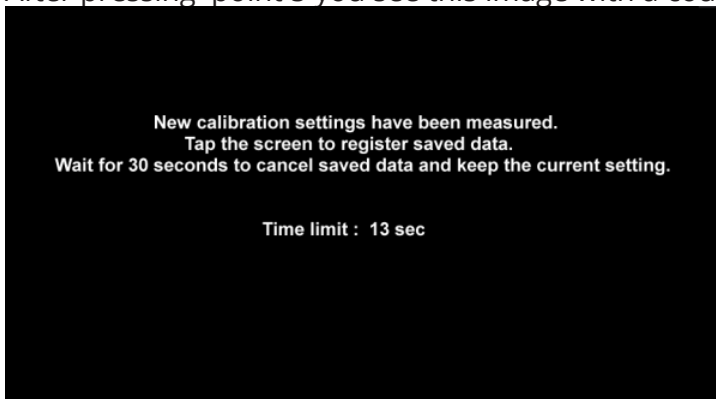 New calibration settings have been measured.
Tap the screen to register saved data.
Wait for 30 seconds to cancel saved data and keep the current setting.
Time limit : 13 sec